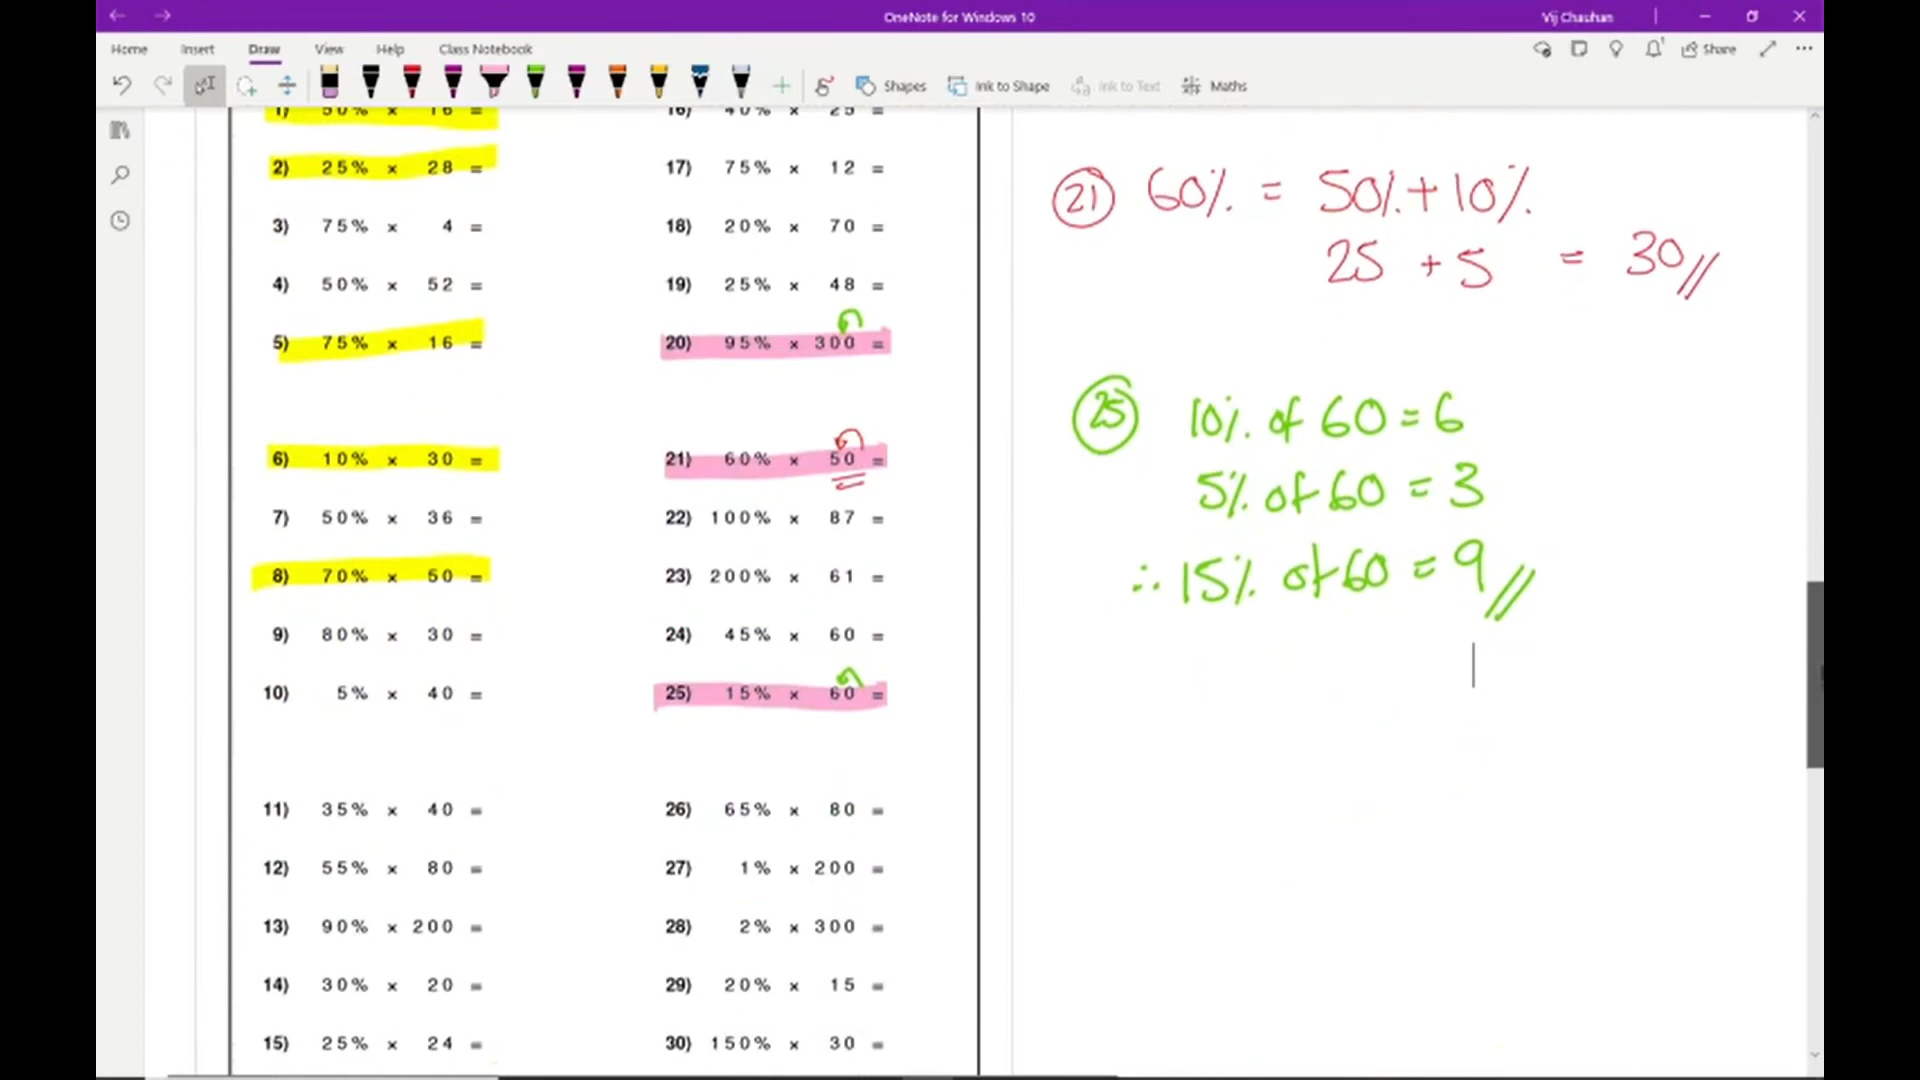 OneNote for Windows 10
Vij Chauhan
Home Insert Draw View Help Class Notebook
Share
Shapes Ink to Shape Ink to Text Maths
1) 50% × 16 =
2) 25% × 28 =
3) 75% × 4 =
4) 50% × 52 =
5) 75% × 16 =
6) 10% × 30 =
7) 50% × 36 =
8) 70% × 50 =
9) 80% × 30 =
10) 5% × 40 =
11) 35% × 40 =
12) 55% × 80 =
13) 90% × 200 =
14) 30% × 20 =
15) 25% × 24 =
16) 40% × 25 =
17) 75% × 12 =
18) 20% × 70 =
19) 25% × 48 =
20) 95% × 300 =
21) 60% × 50 =
22) 100% × 87 =
23) 200% × 61 =
24) 45% × 60 =
25) 15% × 60 =
26) 65% × 80 =
27) 1% × 200 =
28) 2% × 300 =
29) 20% × 15 =
30) 150% × 30 =
21 60% = 50% + 10%
25 + 5 = 30//
25 10% of 60 = 6
5% of 60 = 3
∴ 15% of 60 = 9//